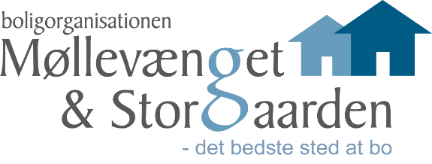 boligorganisationen
Møllevænget
& Storgaarden
- det bedste sted at bo